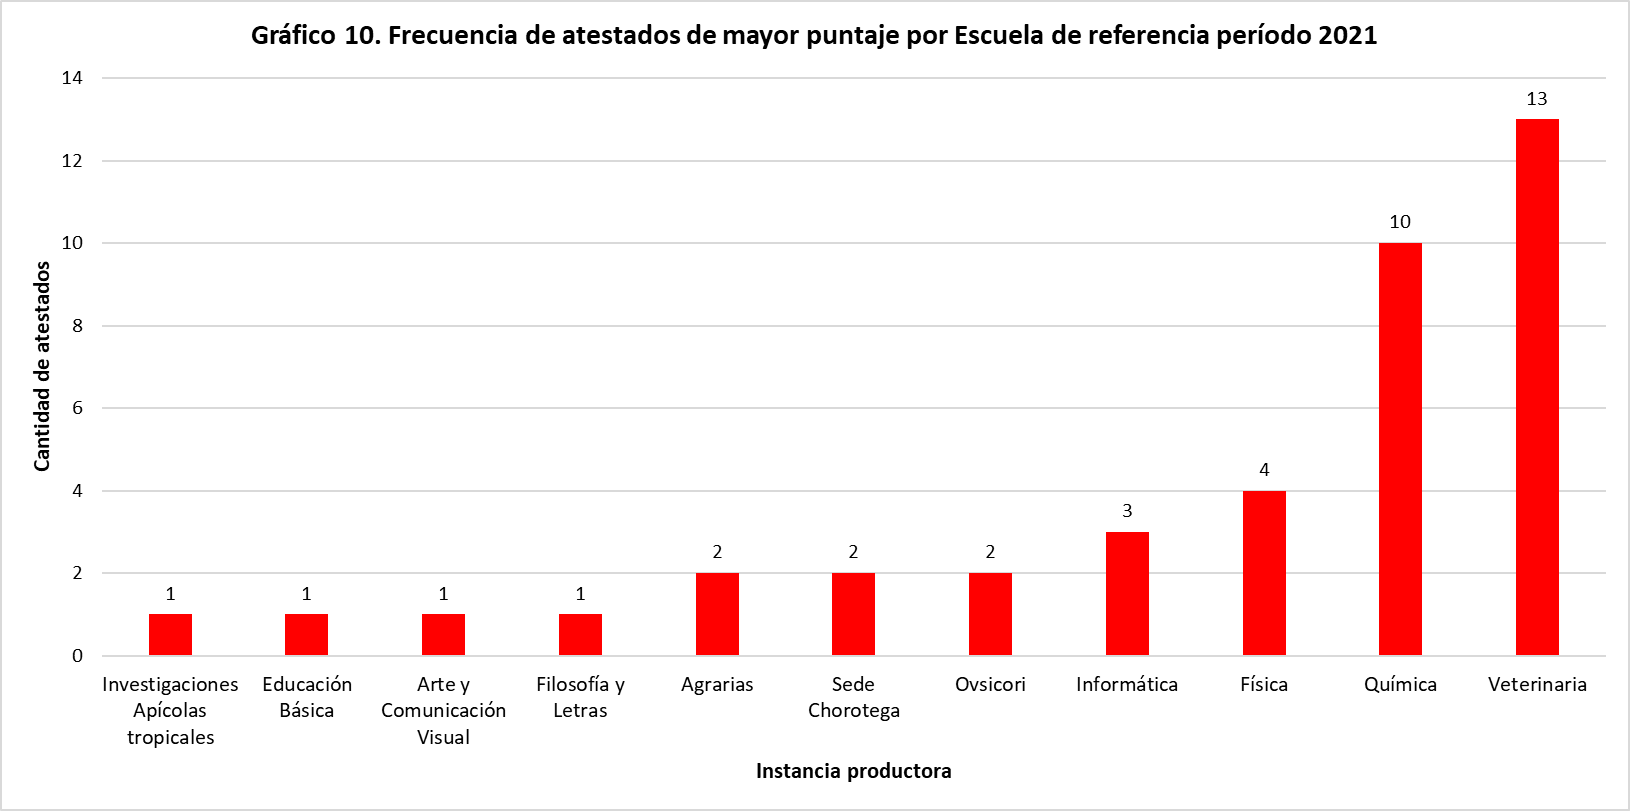 Gráfico 10. Frecuencia de atestados de mayor puntaje por Escuela de referencia período 2021
14
12
10
8
6
4
2
0
Cantidad de atestados
1
1
1
1
2
2
2
3
4
10
13
Investigaciones
Apícolas
tropicales
Educación
Básica
Arte y
Comunicación
Visual
Filosofía y
Letras
Agrarias
Sede
Chorotega
Ovsicori
Informática
Física
Química
Veterinaria
Instancia productora